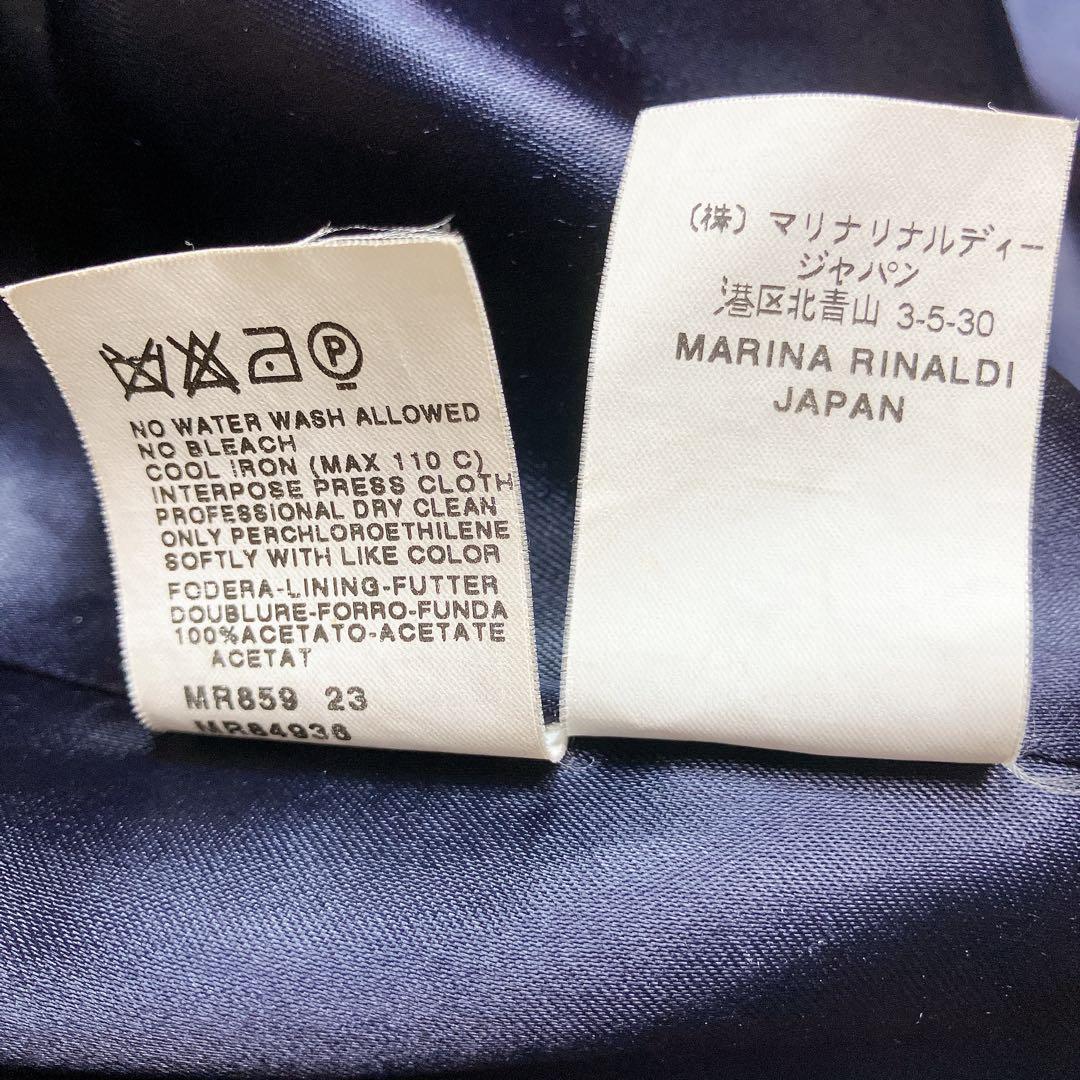 Ⓟ
NO WATER WASH ALLOWED
NO BLEACH
COOL IRON (MAX 110 C)
INTERPOSE PRESS CLOTH
PROFESSIONAL DRY CLEAN
ONLY PERCHLOROETHILENE
SOFTLY WITH LIKE COLOR
FODERA-LINING-FUTTER
DOUBLURE-FORRO-FUNDA
100%ACETATO-ACETATE
ACETAT
MR859 23
MR84936
(株) マリナリナルディー
ジャパン
港区北青山 3-5-30
MARINA RINALDI
JAPAN